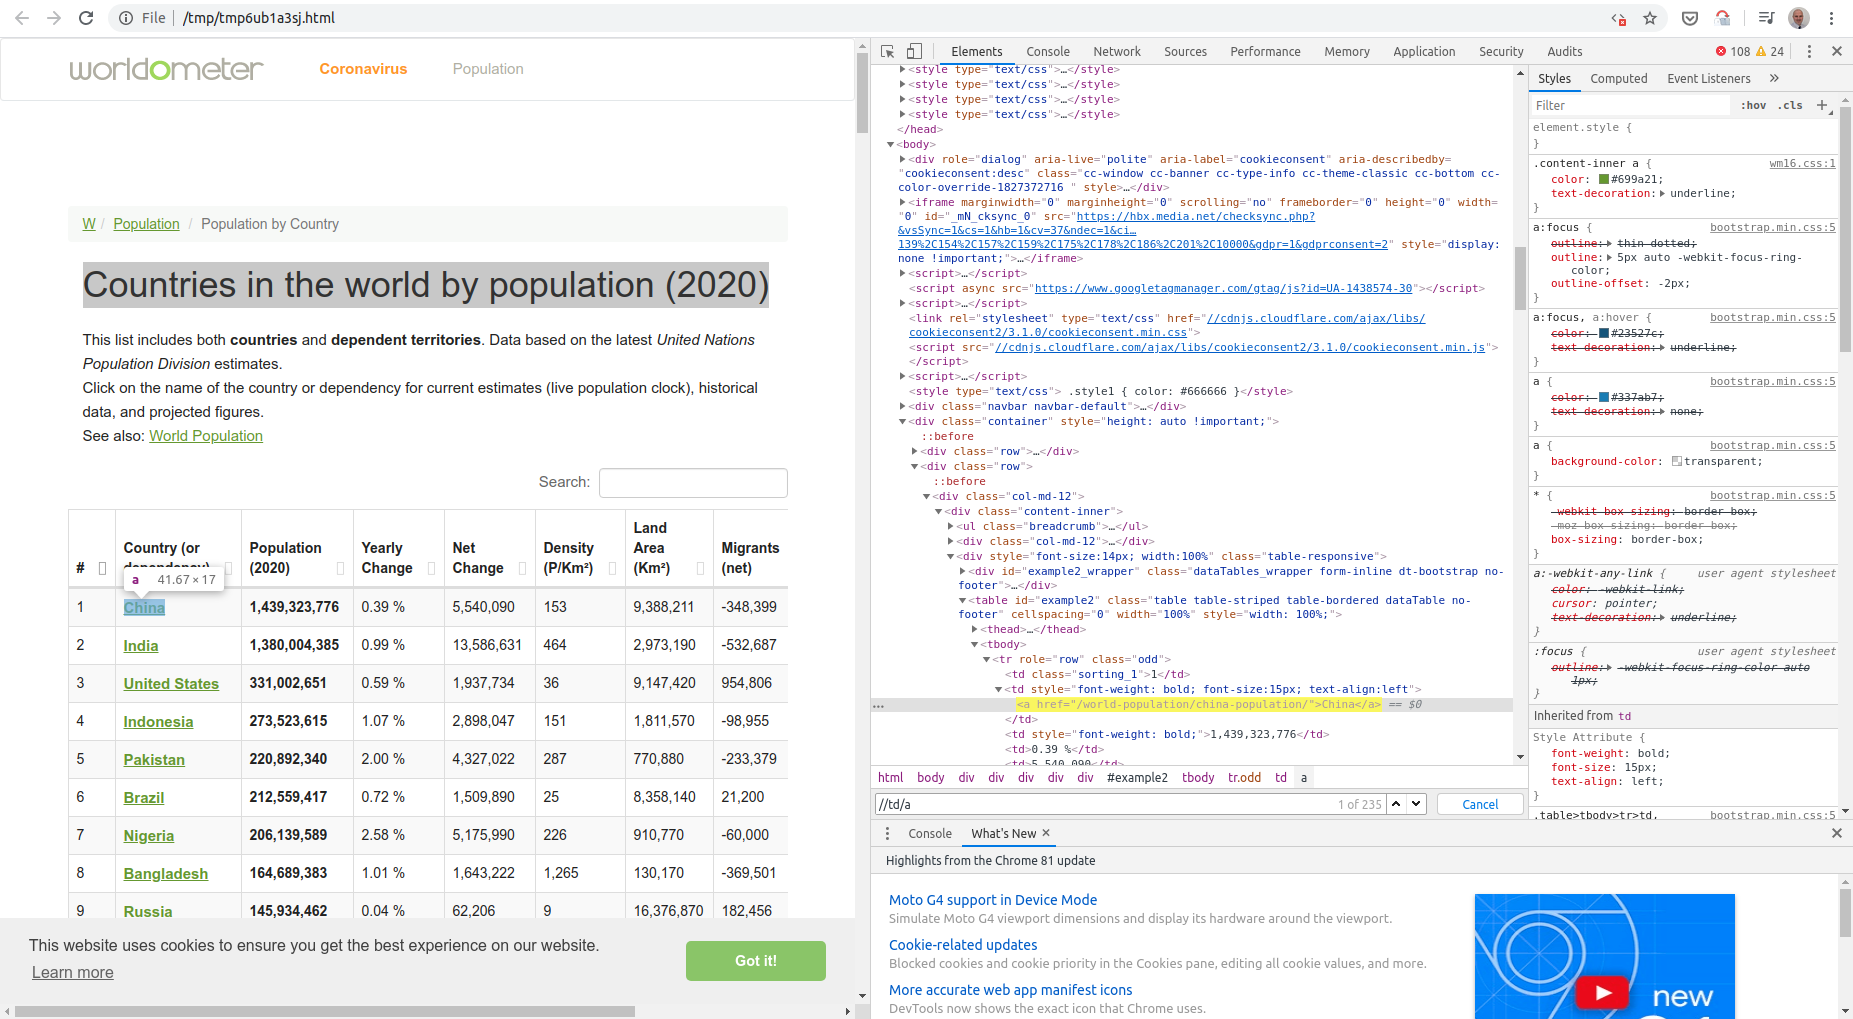 File /tmp/tmp6ub1a3sj.html
worldometer Coronavirus Population
W / Population / Population by Country
Countries in the world by population (2020)
This list includes both countries and dependent territories. Data based on the latest United Nations
Population Division estimates.
Click on the name of the country or dependency for current estimates (live population clock), historical
data, and projected figures.
See also: World Population
Search:
# Country (or Population (2020) Yearly Change Net Change Density (P/Km²) Land Area (Km²) Migrants (net)
a 41.67 × 17
1 China 1,439,323,776 0.39 % 5,540,090 153 9,388,211 -348,399
2 India 1,380,004,385 0.99 % 13,586,631 464 2,973,190 -532,687
3 United States 331,002,651 0.59 % 1,937,734 36 9,147,420 954,806
4 Indonesia 273,523,615 1.07 % 2,898,047 151 1,811,570 -98,955
5 Pakistan 220,892,340 2.00 % 4,327,022 287 770,880 -233,379
6 Brazil 212,559,417 0.72 % 1,509,890 25 8,358,140 21,200
7 Nigeria 206,139,589 2.58 % 5,175,990 226 910,770 -60,000
8 Bangladesh 164,689,383 1.01 % 1,643,222 1,265 130,170 -369,501
9 Russia 145,934,462 0.04 % 62,206 9 16,376,870 182,456
This website uses cookies to ensure you get the best experience on our website.
Learn more
Got it!
Elements Console Network Sources Performance Memory Application Security Audits 108 24
<style type="text/css">…</style>
<style type="text/css">…</style>
<style type="text/css">…</style>
<style type="text/css">…</style>
</head>
<body>
<div role="dialog" aria-live="polite" aria-label="cookieconsent" aria-describedby=
"cookieconsent:desc" class="cc-window cc-banner cc-type-info cc-theme-classic cc-bottom cc-
color-override-1827372716 " style>…</div>
<iframe marginwidth="0" marginheight="0" scrolling="no" frameborder="0" height="0" width=
"0" id="_mN_cksync_0" src="https://hbx.media.net/checksync.php?
&vsSync=1&cs=1&hb=1&cv=37&ndec=1&ci…
139%2C154%2C157%2C159%2C175%2C178%2C186%2C201%2C10000&gdpr=1&gdprconsent=2" style="display:
none !important;">…</iframe>
<script>…</script>
<script async src="https://www.googletagmanager.com/gtag/js?id=UA-1438574-30"></script>
<script>…</script>
<link rel="stylesheet" type="text/css" href="//cdnjs.cloudflare.com/ajax/libs/
cookieconsent2/3.1.0/cookieconsent.min.css">
<script src="//cdnjs.cloudflare.com/ajax/libs/cookieconsent2/3.1.0/cookieconsent.min.js">
</script>
<script>…</script>
<style type="text/css"> .style1 { color: #666666 }</style>
<div class="navbar navbar-default">…</div>
<div class="container" style="height: auto !important;">
::before
<div class="row">…</div>
<div class="row">
::before
<div class="col-md-12">
<div class="content-inner">
<ul class="breadcrumb">…</ul>
<div class="col-md-12">…</div>
<div style="font-size:14px; width:100%" class="table-responsive">
<div id="example2_wrapper" class="dataTables_wrapper form-inline dt-bootstrap no-
footer">…</div>
<table id="example2" class="table table-striped table-bordered dataTable no-
footer" cellspacing="0" width="100%" style="width: 100%;">
<thead>…</thead>
<tbody>
<tr role="row" class="odd">
<td class="sorting_1">1</td>
<td style="font-weight: bold; font-size:15px; text-align:left">
<a href="/world-population/china-population/">China</a> == $0
</td>
<td style="font-weight: bold;">1,439,323,776</td>
<td>0.39 %</td>
<td>5,540,090</td>
html body div div div div div #example2 tbody tr.odd td a
//td/a 1 of 235 Cancel
Styles Computed Event Listeners »
Filter :hov .cls +
element.style {
}
.content-inner a { wm16.css:1
color: #699a21;
text-decoration: underline;
}
a:focus { bootstrap.min.css:5
outline: thin dotted;
outline: 5px auto -webkit-focus-ring-
color;
outline-offset: -2px;
}
a:focus, a:hover { bootstrap.min.css:5
color: #23527c;
text-decoration: underline;
}
a { bootstrap.min.css:5
color: #337ab7;
text-decoration: none;
}
a { bootstrap.min.css:5
background-color: transparent;
}
* { bootstrap.min.css:5
-webkit-box-sizing: border-box;
-moz-box-sizing: border-box;
box-sizing: border-box;
}
a:-webkit-any-link { user agent stylesheet
color: -webkit-link;
cursor: pointer;
text-decoration: underline;
}
:focus { user agent stylesheet
outline: -webkit-focus-ring-color auto
1px;
}
Inherited from td
Style Attribute {
font-weight: bold;
font-size: 15px;
text-align: left;
}
.table>tbody>tr>td, bootstrap.min.css:5
Console What's New ×
Highlights from the Chrome 81 update
Moto G4 support in Device Mode
Simulate Moto G4 viewport dimensions and display its hardware around the viewport.
Cookie-related updates
Blocked cookies and cookie priority in the Cookies pane, editing all cookie values, and more.
More accurate web app manifest icons
DevTools now shows the exact icon that Chrome uses.
new